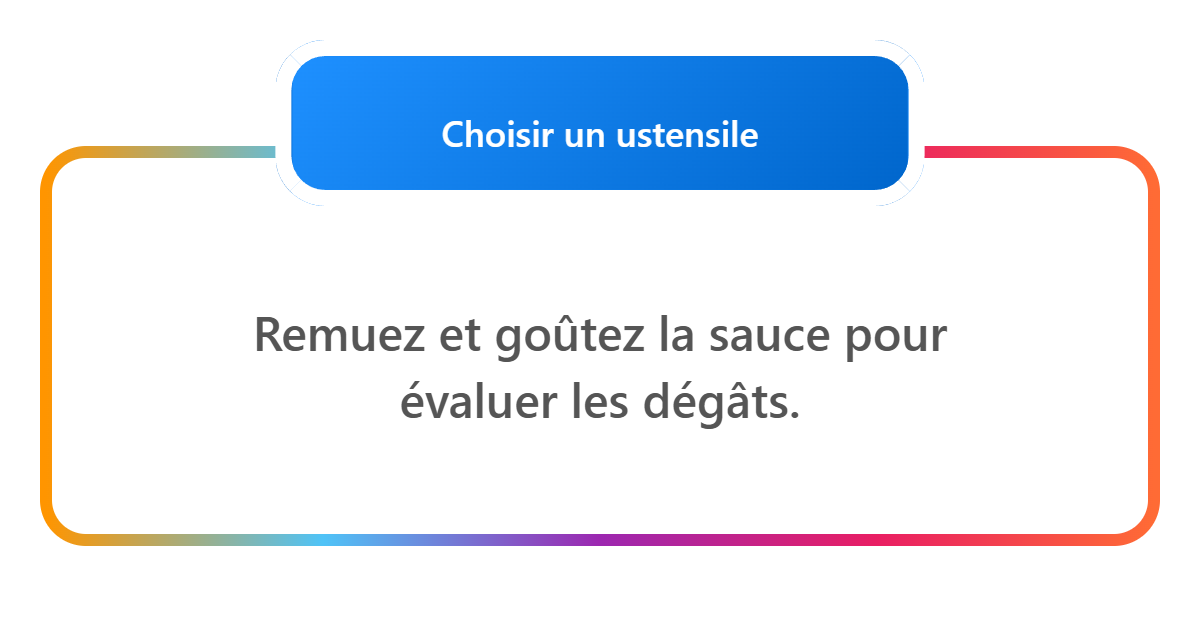 Choisir un ustensile
Remuez et goûtez la sauce pour
évaluer les dégâts.